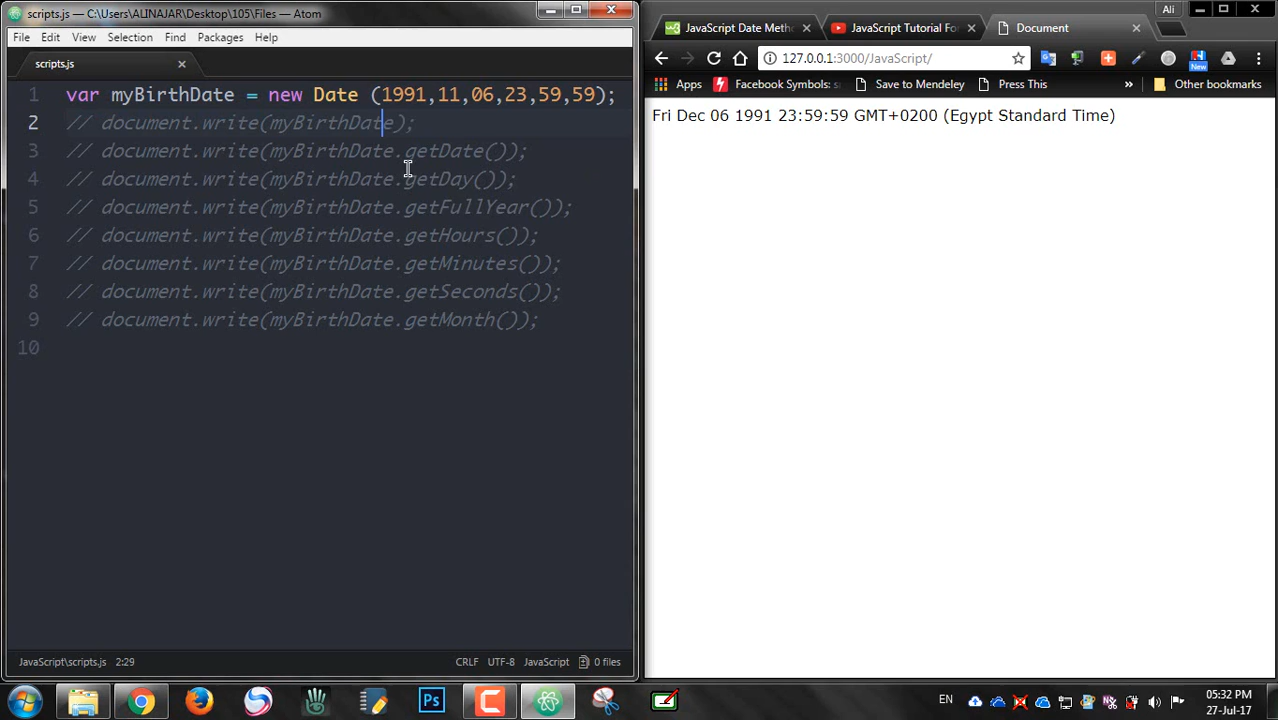 scripts.js — C:\Users\ALINAJAR\Desktop\105\Files — Atom
File Edit View Selection Find Packages Help
scripts.js
1 var myBirthDate = new Date (1991,11,06,23,59,59);
2 // document.write(myBirthDate);
3 // document.write(myBirthDate.getDate());
4 // document.write(myBirthDate.getDay());
5 // document.write(myBirthDate.getFullYear());
6 // document.write(myBirthDate.getHours());
7 // document.write(myBirthDate.getMinutes());
8 // document.write(myBirthDate.getSeconds());
9 // document.write(myBirthDate.getMonth());
10
JavaScript\scripts.js 2:29 CRLF UTF-8 JavaScript 0 files
Ali
JavaScript Date Meth JavaScript Tutorial Fo Document
127.0.0.1:3000/JavaScript/
New
Apps Facebook Symbols: s Save to Mendeley Press This » Other bookmarks
Fri Dec 06 1991 23:59:59 GMT+0200 (Egypt Standard Time)
Ps
EN
05:32 PM
27-Jul-17